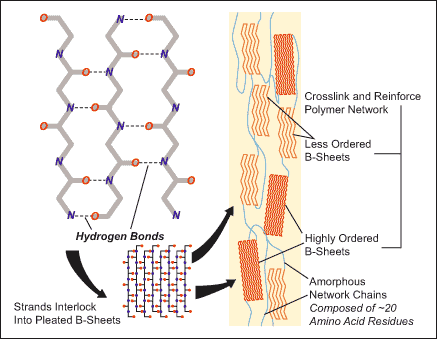 O N O
N N
O N O
N O N
O N O
N O N
O N O
N O N
Hydrogen Bonds
Strands Interlock
Into Pleated B-Sheets
Crosslink and Reinforce
Polymer Network
Less Ordered
B-Sheets
Highly Ordered
B-Sheets
Amorphous
Network Chains
Composed of ~20
Amino Acid Residues